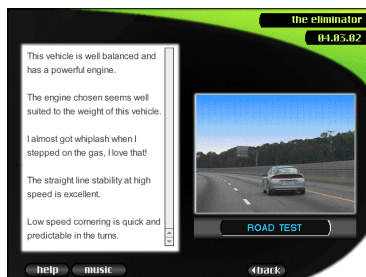 the eliminator
04.03.02
This vehicle is well balanced and
has a powerful engine.
The engine chosen seems well
suited to the weight of this vehicle.
I almost got whiplash when I
stepped on the gas, I love that!
The straight line stability at high
speed is excellent.
Low speed cornering is quick and
predictable in the turns.
ROAD TEST
help
music
back